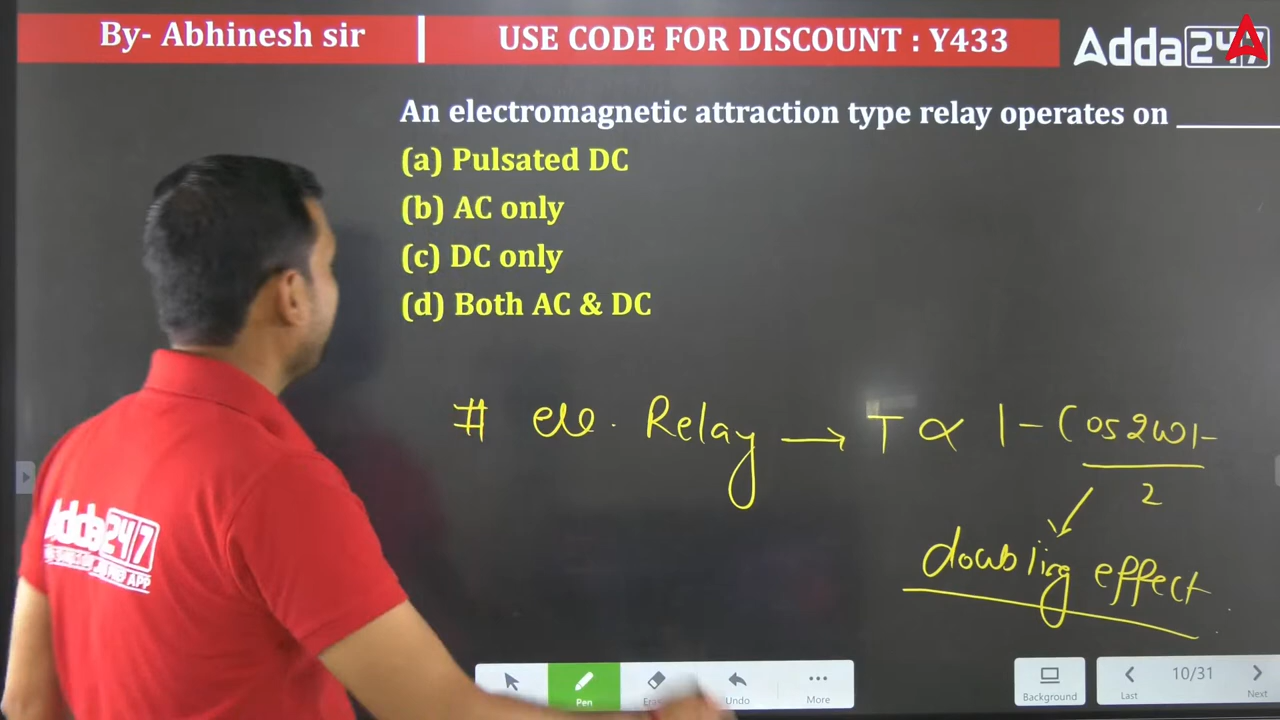 By- Abhinesh sir
USE CODE FOR DISCOUNT : Y433
Adda247
An electromagnetic attraction type relay operates on ________
(a) Pulsated DC
(b) AC only
(c) DC only
(d) Both AC & DC
# ele. Relay → T ∝ 1 - Cos2ωt
2
doubling effect
Adda247
Undo
More
Pen
Background
Last
10/31
Next